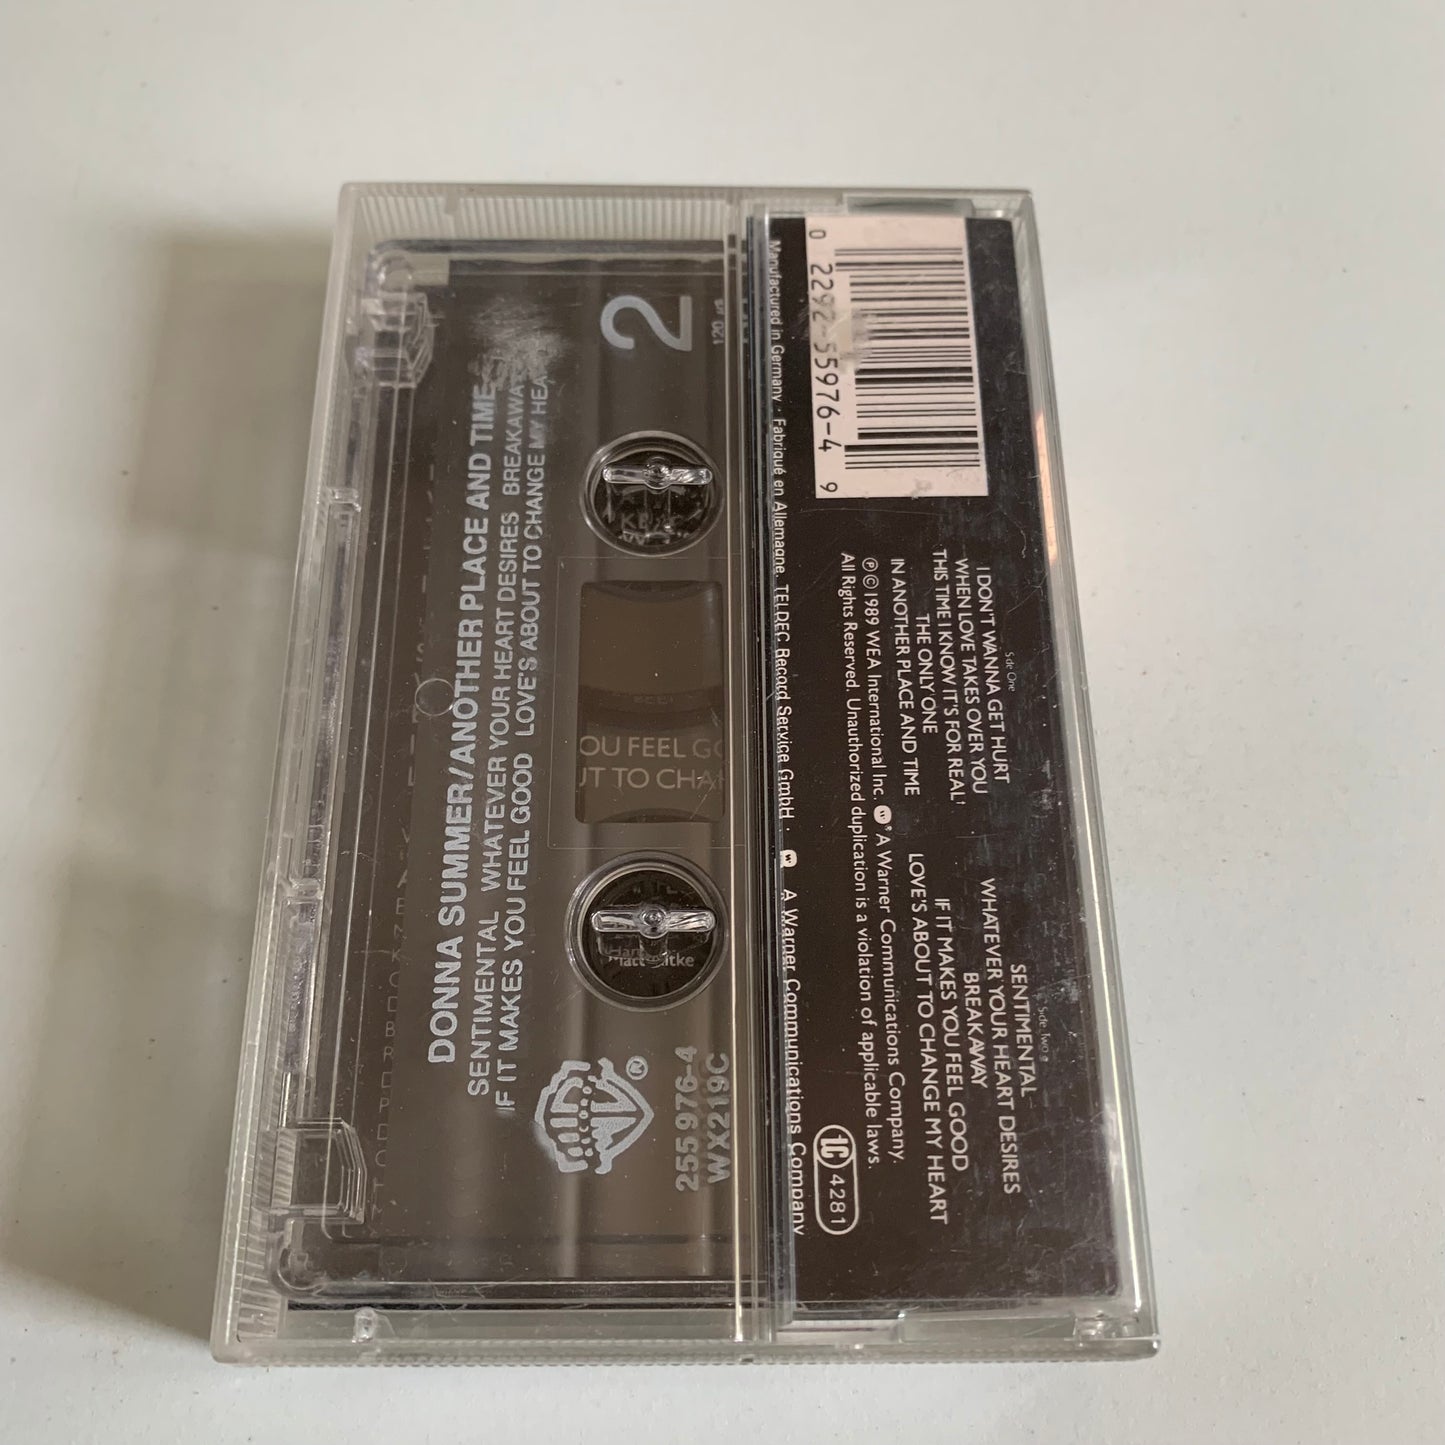 2
DONNA SUMMER/ANOTHER PLACE AND TIME
SENTIMENTAL WHATEVER YOUR HEART DESIRES BREAKAWAY
IF IT MAKES YOU FEEL GOOD LOVE'S ABOUT TO CHANGE MY HEA
OU FEEL GO
UT TO CHAN
255 976-4
WX219C
0 2292-55976-4 9
Side One
I DON'T WANNA GET HURT
WHEN LOVE TAKES OVER YOU
THIS TIME I KNOW IT'S FOR REAL'
THE ONLY ONE
IN ANOTHER PLACE AND TIME
Side Two
SENTIMENTAL
WHATEVER YOUR HEART DESIRES
BREAKAWAY
IF IT MAKES YOU FEEL GOOD
LOVE'S ABOUT TO CHANGE MY HEART
℗ © 1989 WEA International Inc. ® A Warner Communications Company.
All Rights Reserved. Unauthorized duplication is a violation of applicable laws.
LC 4281
Manufactured in Germany · Fabriqué en Allemagne. TELDEC Record Service GmbH · A Warner Communications Company